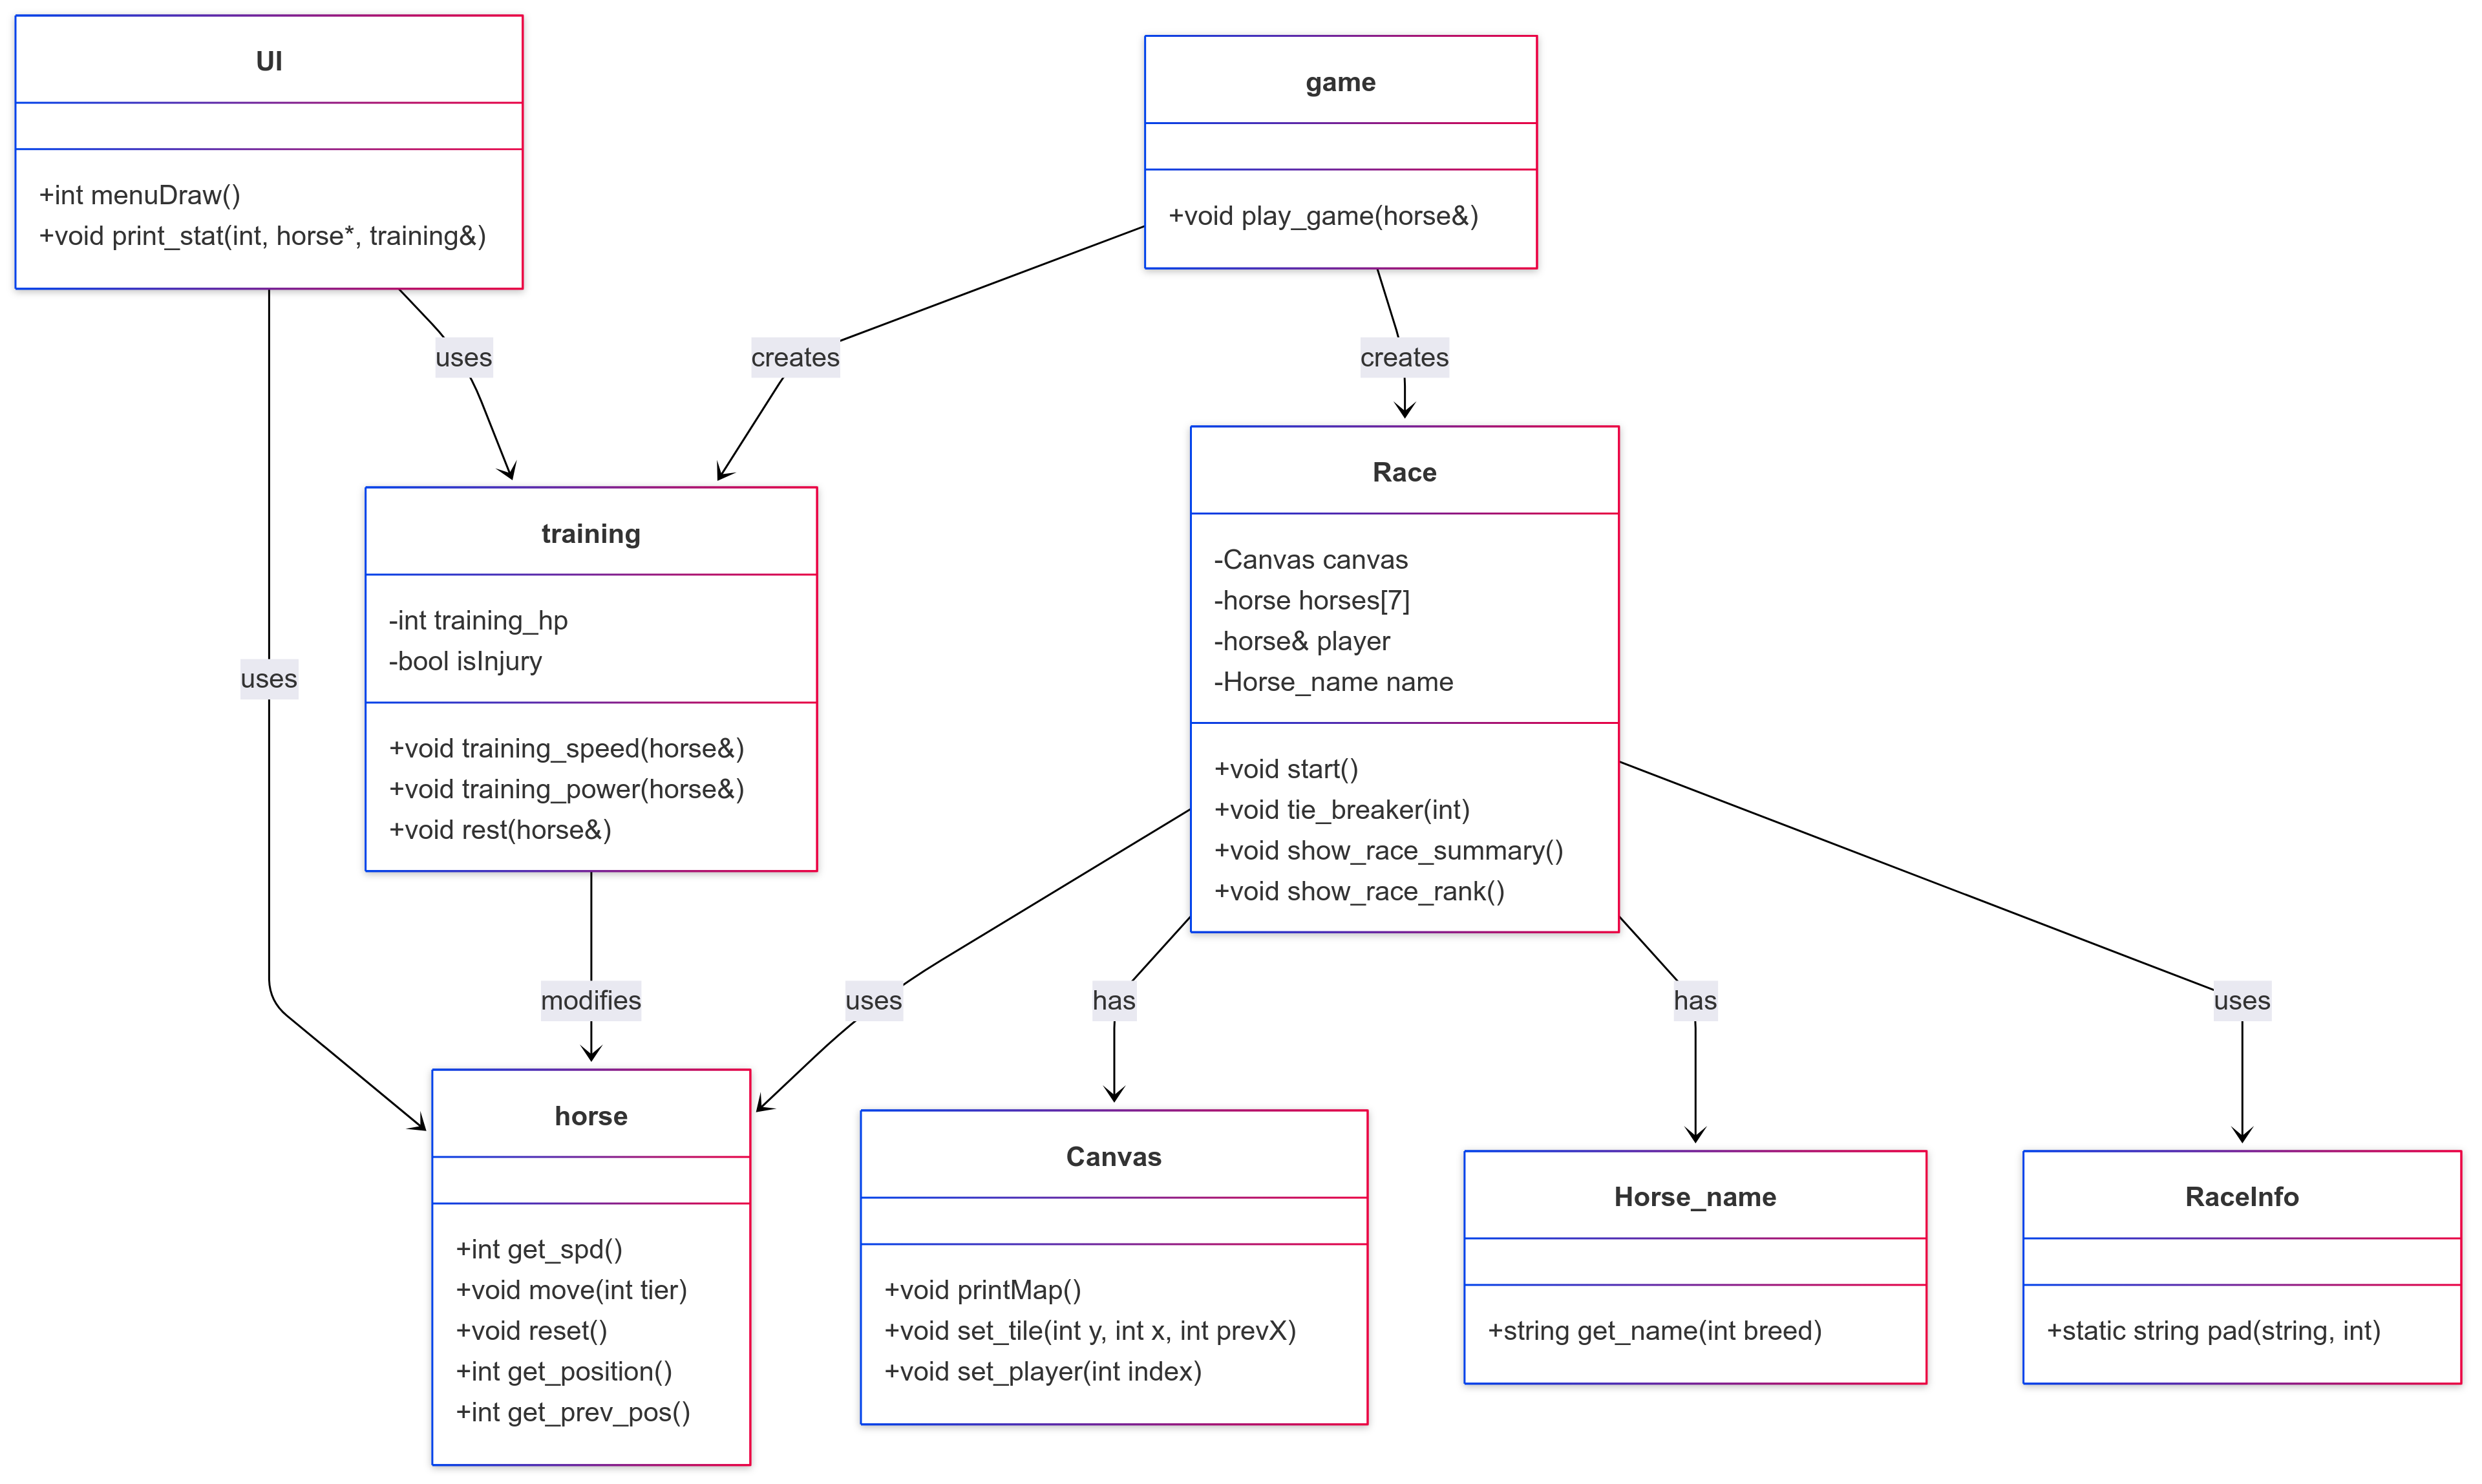 UI
+int menuDraw()
+void print_stat(int, horse*, training&)
game
+void play_game(horse&)
uses
creates
creates
training
-int training_hp
-bool isInjury
+void training_speed(horse&)
+void training_power(horse&)
+void rest(horse&)
Race
-Canvas canvas
-horse horses[7]
-horse& player
-Horse_name name
+void start()
+void tie_breaker(int)
+void show_race_summary()
+void show_race_rank()
uses
modifies
uses
has
has
uses
horse
+int get_spd()
+void move(int tier)
+void reset()
+int get_position()
+int get_prev_pos()
Canvas
+void printMap()
+void set_tile(int y, int x, int prevX)
+void set_player(int index)
Horse_name
+string get_name(int breed)
RaceInfo
+static string pad(string, int)